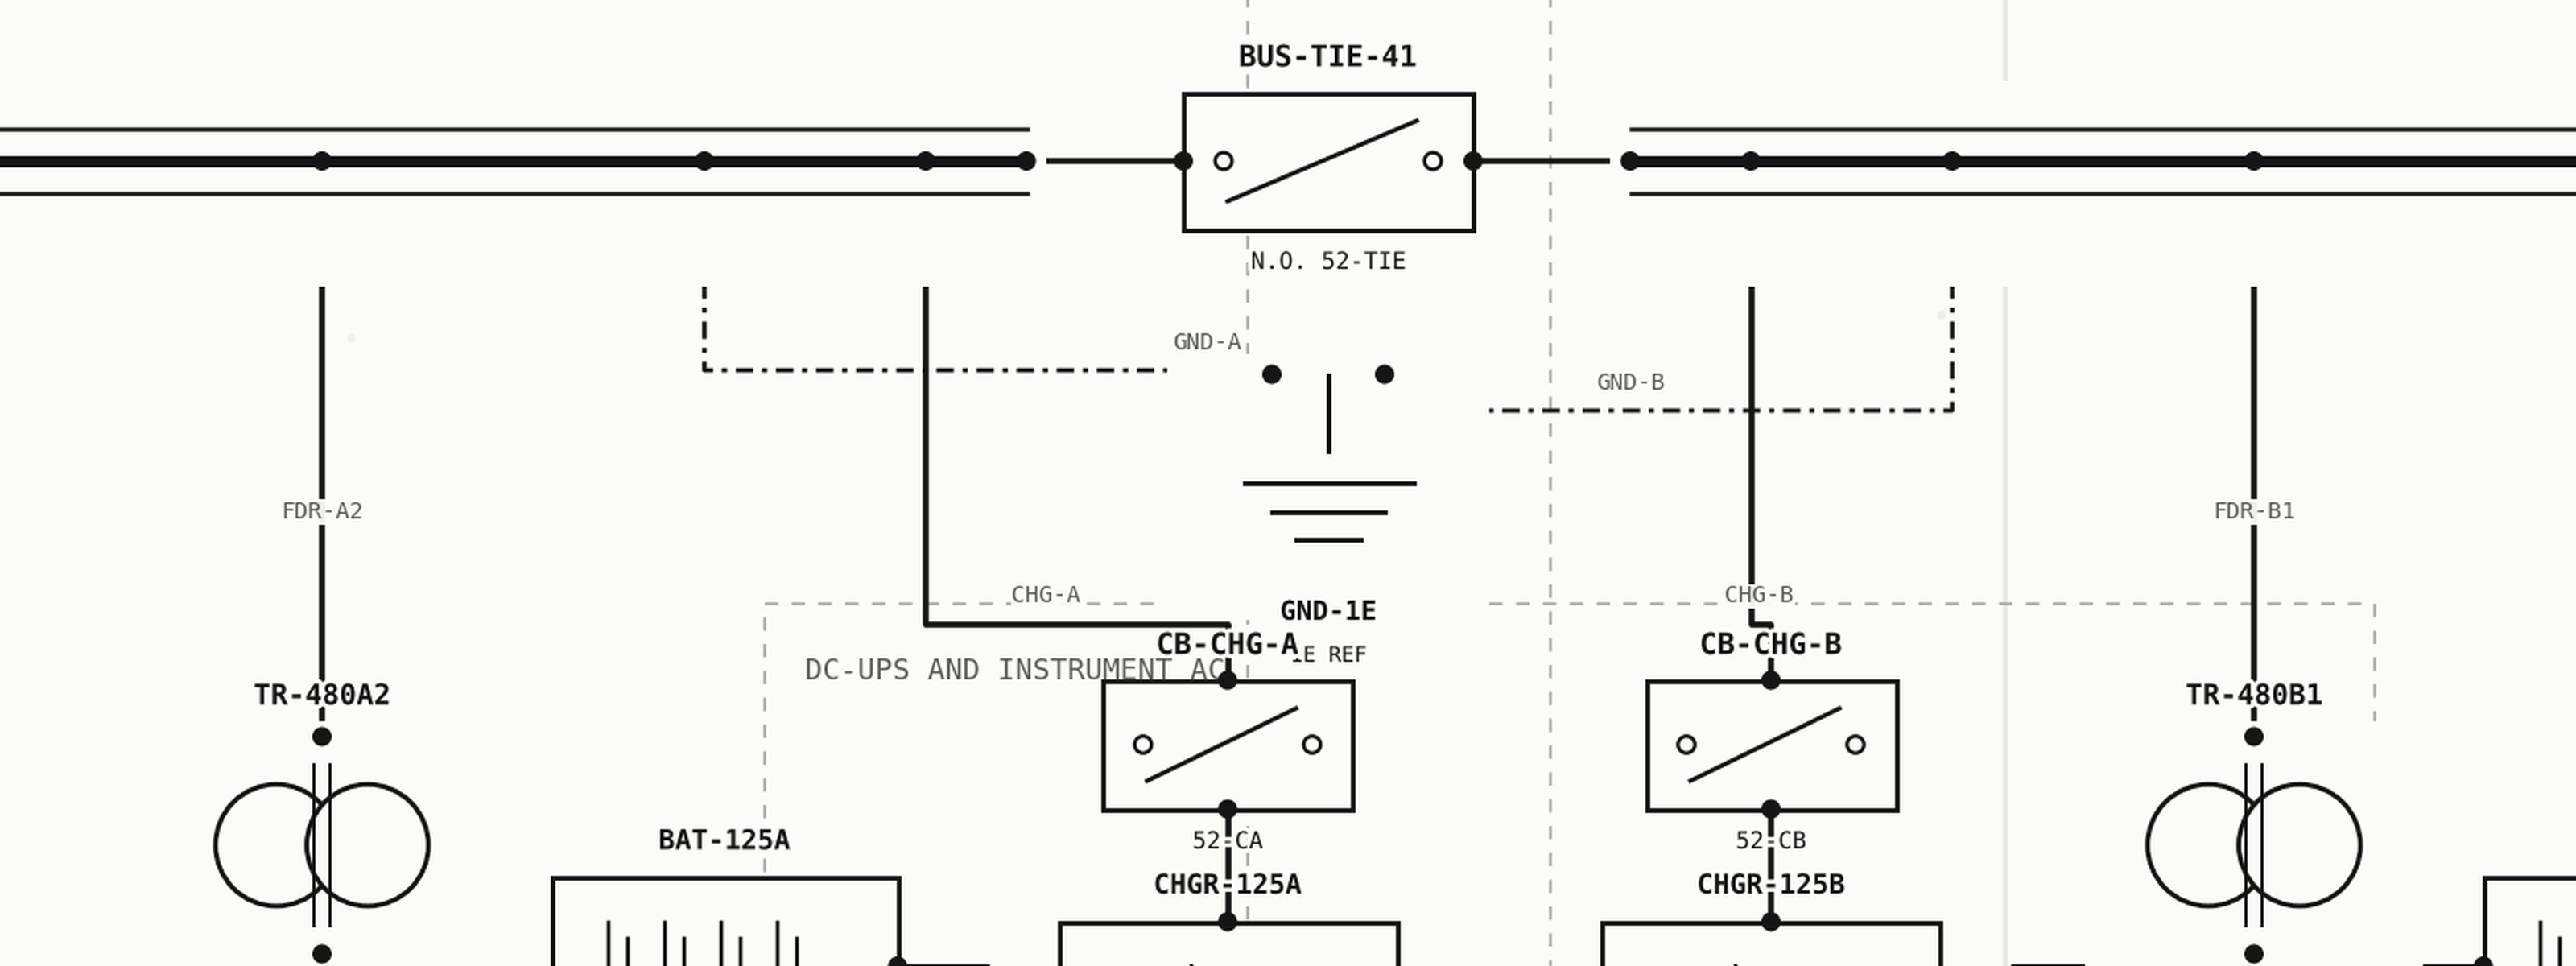 BUS-TIE-41
N.O. 52-TIE
GND-A
GND-B
FDR-A2
FDR-B1
CHG-A
CHG-B
GND-1E
CB-CHG-A
1E REF
CB-CHG-B
DC-UPS AND INSTRUMENT AC
TR-480A2
TR-480B1
BAT-125A
52-CA
52-CB
CHGR-125A
CHGR-125B